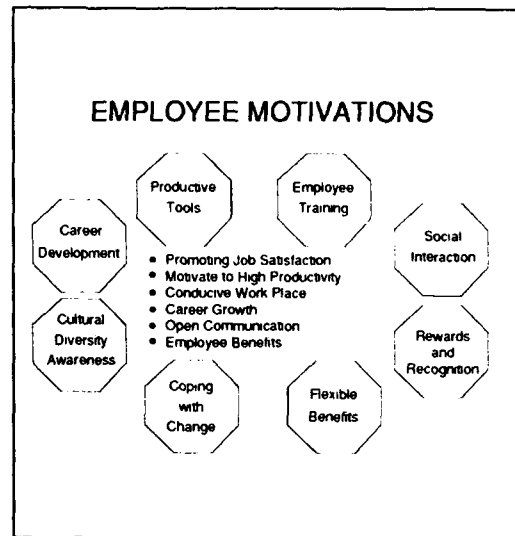 EMPLOYEE MOTIVATIONS
Productive
Tools
Employee
Training
Career
Development
Social
Interaction
• Promoting Job Satisfaction
• Motivate to High Productivity
• Conducive Work Place
• Career Growth
• Open Communication
• Employee Benefits
Cultural
Diversity
Awareness
Rewards
and
Recognition
Coping
with
Change
Flexible
Benefits